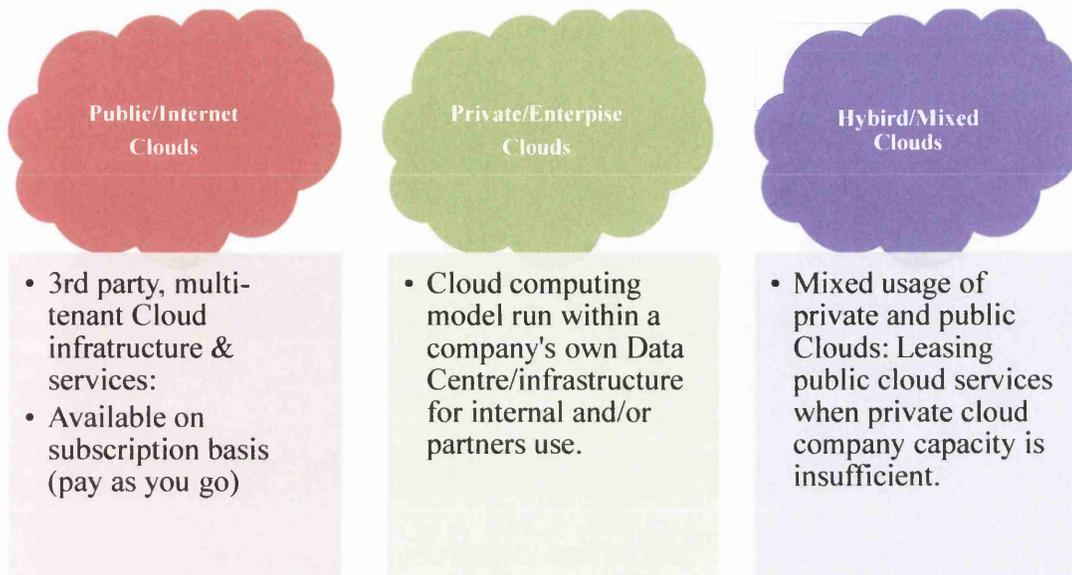 Public/Internet
Clouds
• 3rd party, multi-
tenant Cloud
infratructure &
services:
• Available on
subscription basis
(pay as you go)
Private/Enterpise
Clouds
• Cloud computing
model run within a
company's own Data
Centre/infrastructure
for internal and/or
partners use.
Hybird/Mixed
Clouds
• Mixed usage of
private and public
Clouds: Leasing
public cloud services
when private cloud
company capacity is
insufficient.